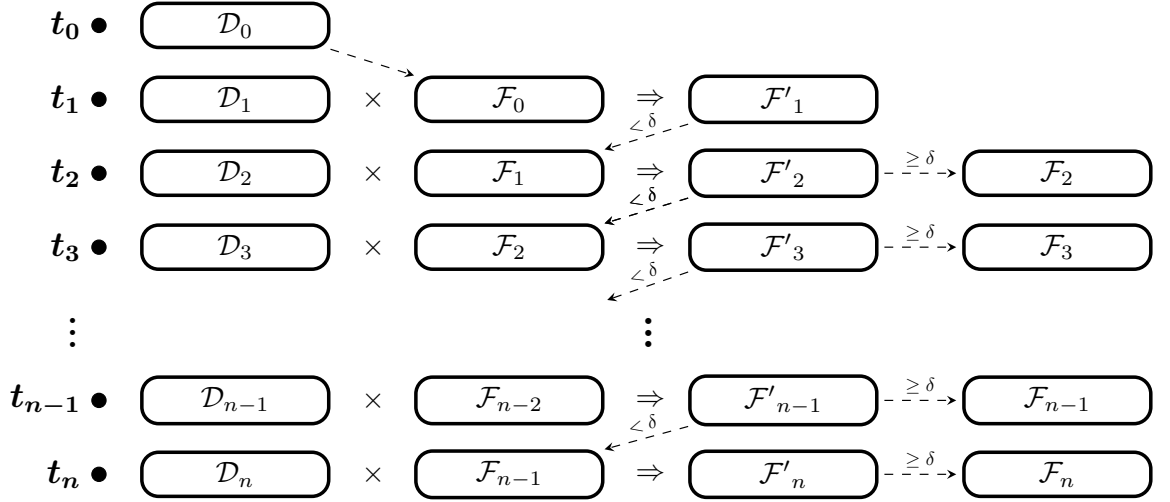 t₀ ● 𝒟₀
t₁ ● 𝒟₁ × ℱ₀ ⇒ ℱ'₁
< δ
t₂ ● 𝒟₂ × ℱ₁ ⇒ ℱ'₂ ≥ δ ℱ₂
< δ
t₃ ● 𝒟₃ × ℱ₂ ⇒ ℱ'₃ ≥ δ ℱ₃
< δ
⋮ ⋮
tₙ₋₁ ● 𝒟ₙ₋₁ × ℱₙ₋₂ ⇒ ℱ'ₙ₋₁ ≥ δ ℱₙ₋₁
< δ
tₙ ● 𝒟ₙ × ℱₙ₋₁ ⇒ ℱ'ₙ ≥ δ ℱₙ